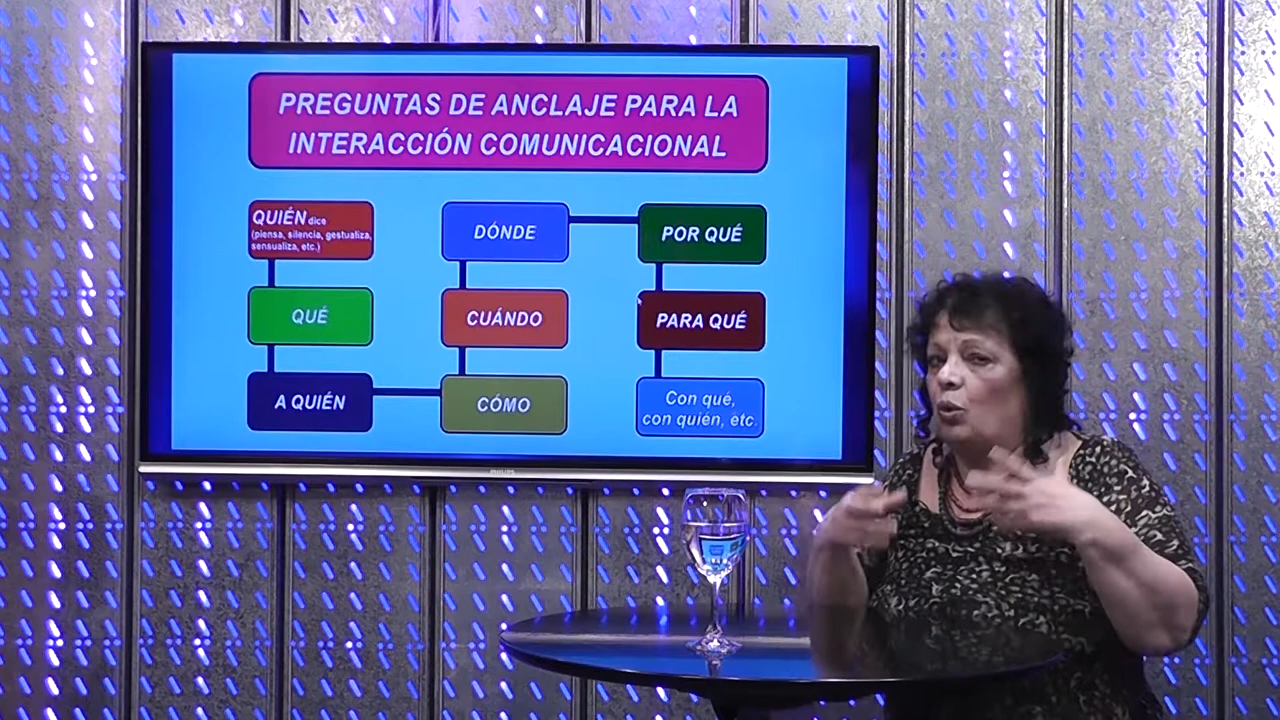 PREGUNTAS DE ANCLAJE PARA LA
INTERACCIÓN COMUNICACIONAL
QUIÉN dice
(piensa, silencia, gestualiza,
sensualiza, etc.)
QUÉ
A QUIÉN
DÓNDE
CUÁNDO
CÓMO
POR QUÉ
PARA QUÉ
Con qué,
con quién, etc.
PHILIPS